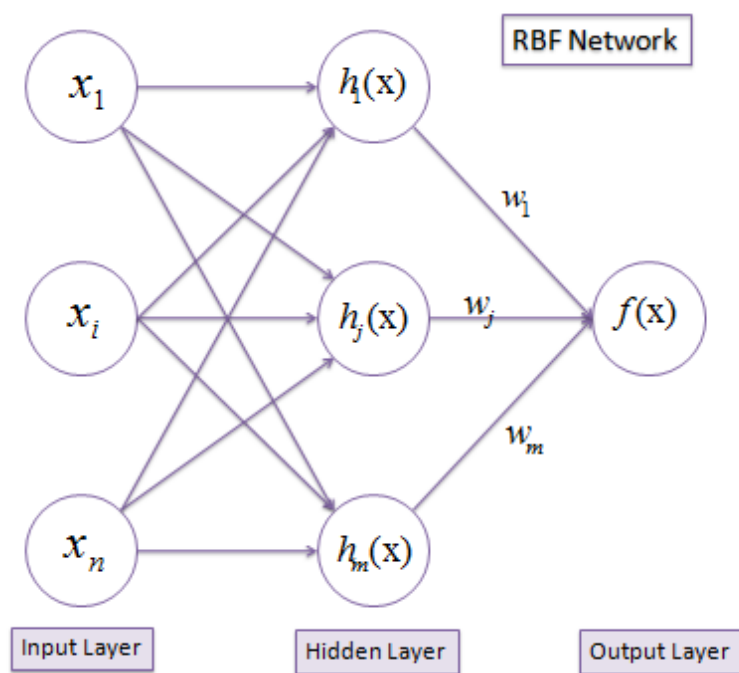 RBF Network
x₁
h₁(x)
w₁
xᵢ
hⱼ(x)
wⱼ
f(x)
wₘ
xₙ
hₘ(x)
Input Layer
Hidden Layer
Output Layer